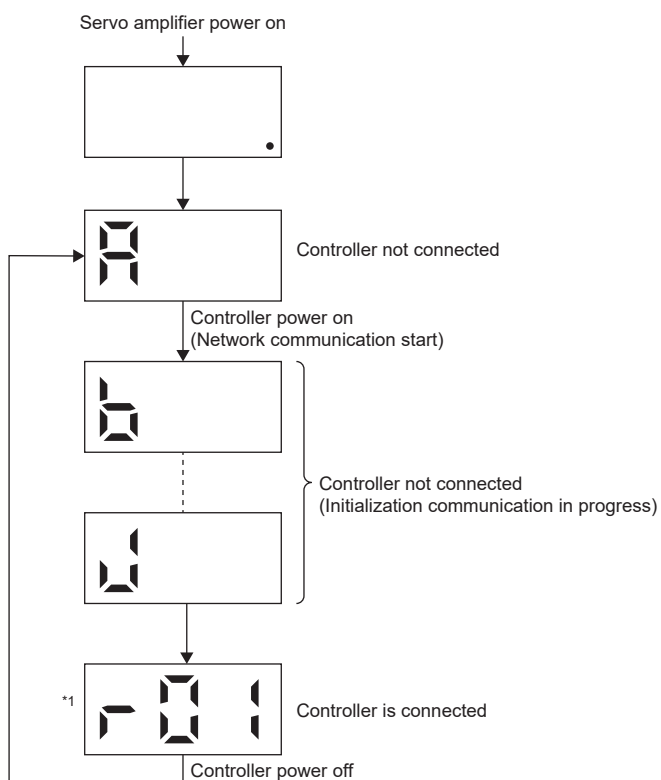 Servo amplifier power on
.
A
Controller not connected
Controller power on
(Network communication start)
b
Controller not connected
(Initialization communication in progress)
J
*1
r01
Controller is connected
Controller power off